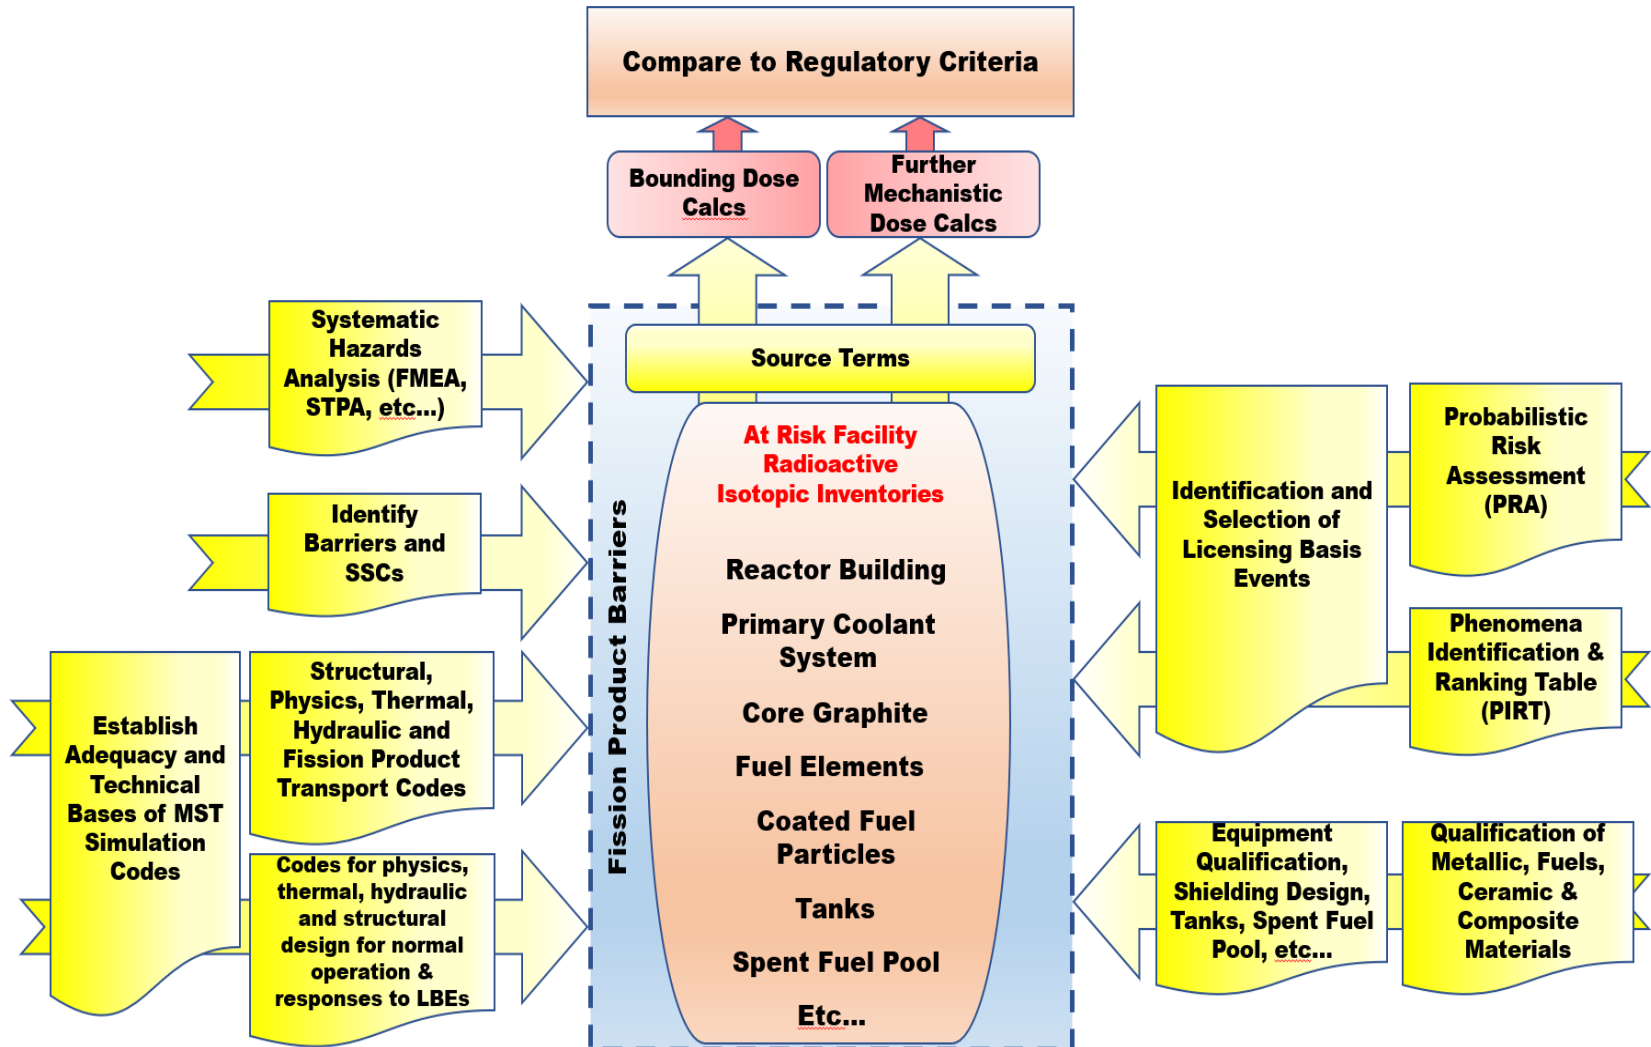 Compare to Regulatory Criteria
Bounding Dose
Calcs
Further
Mechanistic
Dose Calcs
Systematic
Hazards
Analysis (FMEA,
STPA, etc...)
Identify
Barriers and
SSCs
Establish
Adequacy and
Technical
Bases of MST
Simulation
Codes
Structural,
Physics, Thermal,
Hydraulic and
Fission Product
Transport Codes
Codes for physics,
thermal, hydraulic
and structural
design for normal
operation &
responses to LBEs
Fission Product Barriers
Source Terms
At Risk Facility
Radioactive
Isotopic Inventories
Reactor Building
Primary Coolant
System
Core Graphite
Fuel Elements
Coated Fuel
Particles
Tanks
Spent Fuel Pool
Etc...
Identification and
Selection of
Licensing Basis
Events
Probabilistic
Risk
Assessment
(PRA)
Phenomena
Identification &
Ranking Table
(PIRT)
Equipment
Qualification,
Shielding Design,
Tanks, Spent Fuel
Pool, etc...
Qualification of
Metallic, Fuels,
Ceramic &
Composite
Materials